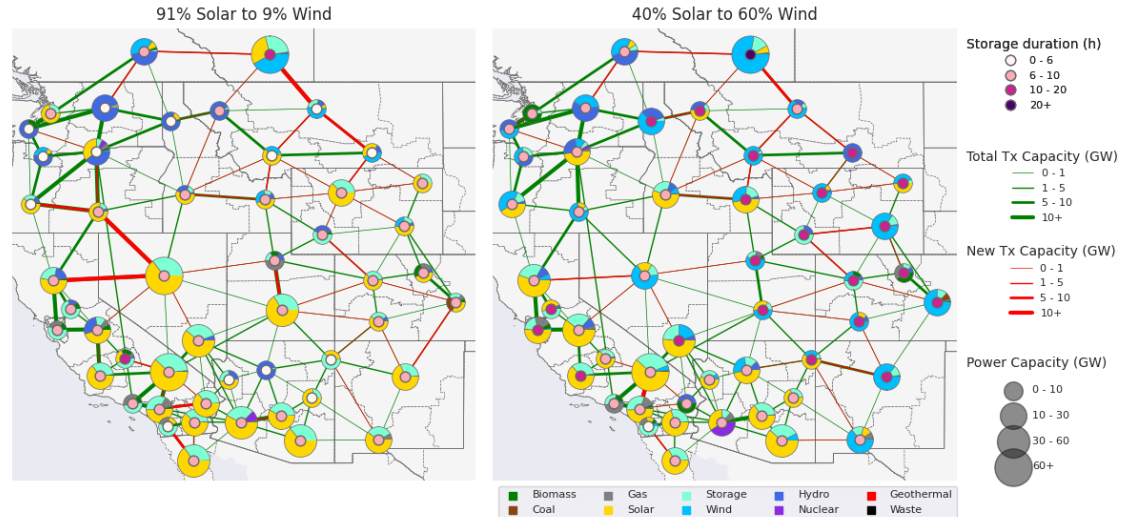 91% Solar to 9% Wind
40% Solar to 60% Wind
Storage duration (h)
0 - 6
6 - 10
10 - 20
20+
Total Tx Capacity (GW)
0 - 1
1 - 5
5 - 10
10+
New Tx Capacity (GW)
0 - 1
1 - 5
5 - 10
10+
Power Capacity (GW)
0 - 10
10 - 30
30 - 60
60+
Biomass Gas Storage Hydro Geothermal
Coal Solar Wind Nuclear Waste